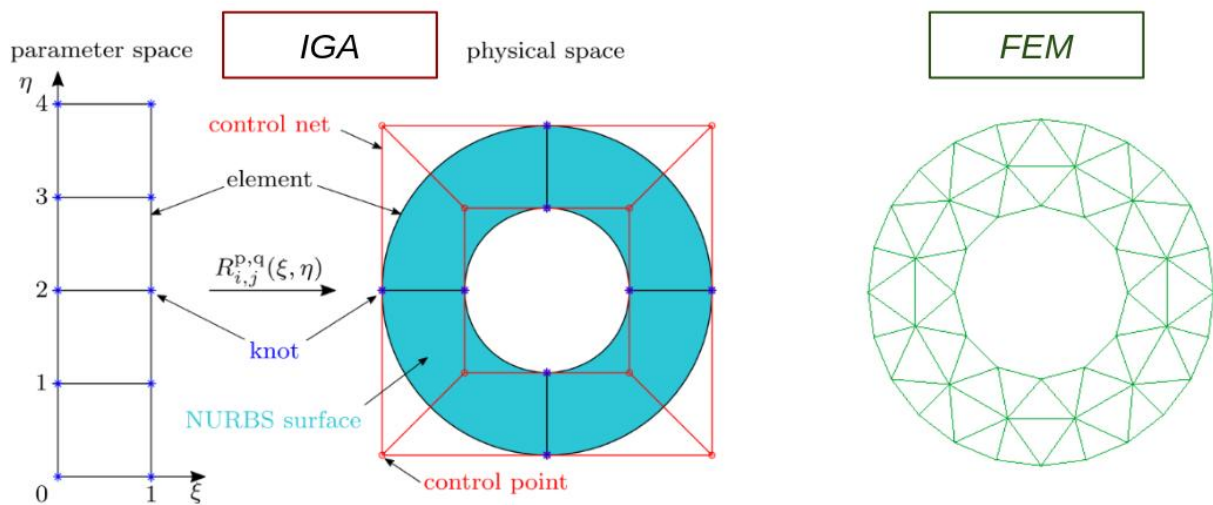 IGA
FEM
parameter space
physical space
η
4
3
2
1
0
1
ξ
control net
element
R^{p,q}_{i,j}(ξ, η)
knot
NURBS surface
control point